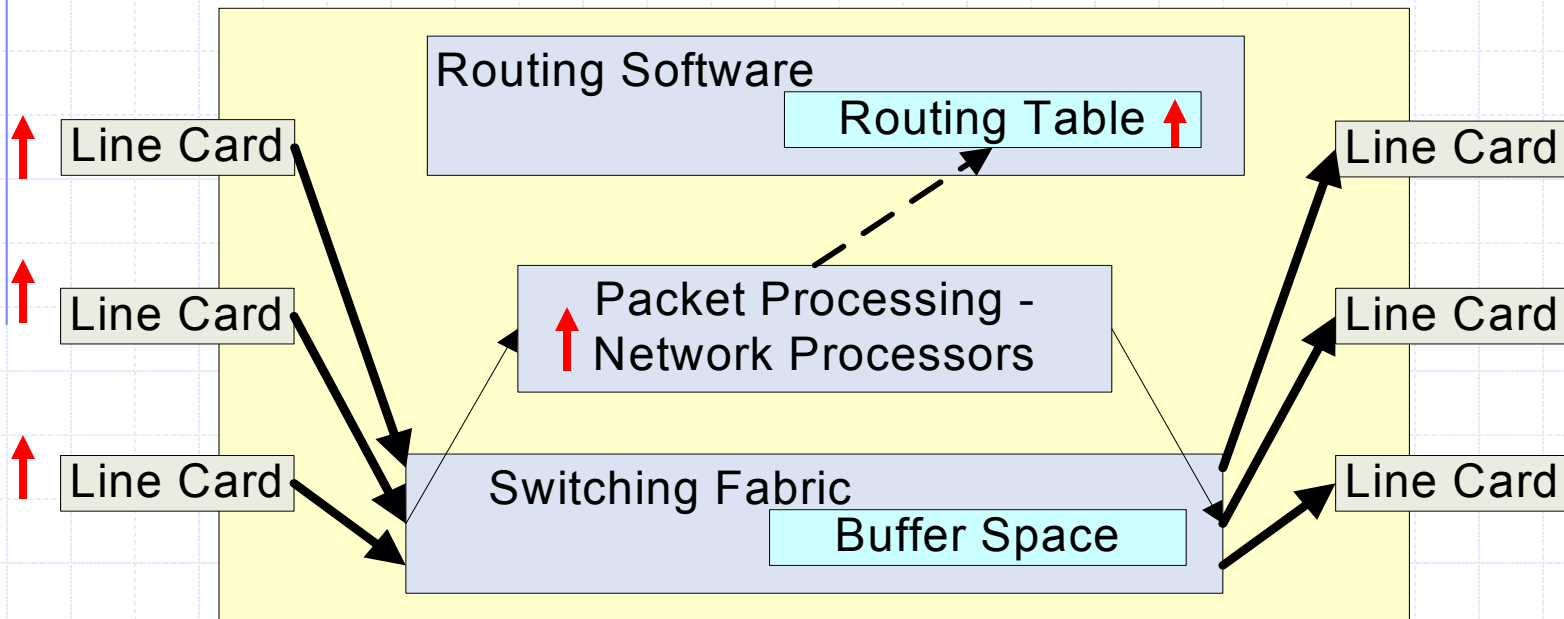 Routing Software
Routing Table
Line Card
Line Card
Line Card
Packet Processing -
Network Processors
Switching Fabric
Buffer Space
Line Card
Line Card
Line Card